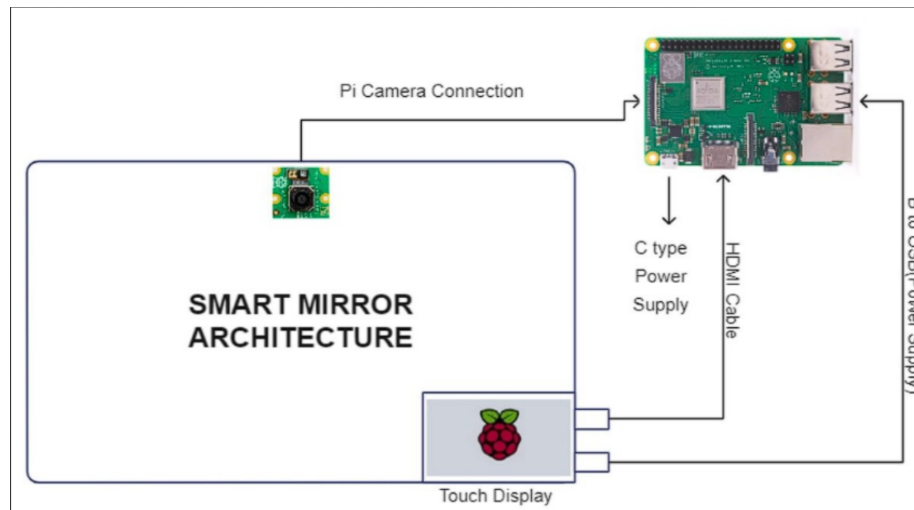 Pi Camera Connection
C type
Power
Supply
HDMI Cable
SMART MIRROR
ARCHITECTURE
Touch Display